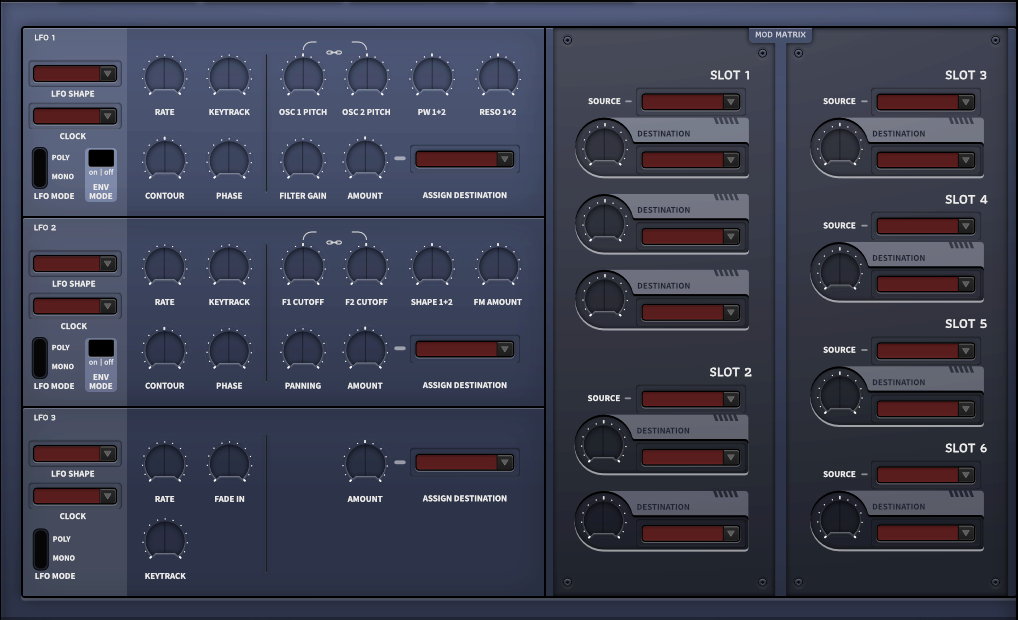 LFO 1
LFO SHAPE
CLOCK
POLY
MONO
LFO MODE
on | off
ENV
MODE
RATE
KEYTRACK
OSC 1 PITCH
OSC 2 PITCH
PW 1+2
RESO 1+2
CONTOUR
PHASE
FILTER GAIN
AMOUNT
ASSIGN DESTINATION
LFO 2
LFO SHAPE
CLOCK
POLY
MONO
LFO MODE
on | off
ENV
MODE
RATE
KEYTRACK
F1 CUTOFF
F2 CUTOFF
SHAPE 1+2
FM AMOUNT
CONTOUR
PHASE
PANNING
AMOUNT
ASSIGN DESTINATION
LFO 3
LFO SHAPE
CLOCK
POLY
MONO
LFO MODE
RATE
FADE IN
AMOUNT
ASSIGN DESTINATION
KEYTRACK
MOD MATRIX
SLOT 1
SOURCE
DESTINATION
DESTINATION
DESTINATION
SLOT 2
SOURCE
DESTINATION
DESTINATION
SLOT 3
SOURCE
DESTINATION
SLOT 4
SOURCE
DESTINATION
SLOT 5
SOURCE
DESTINATION
SLOT 6
SOURCE
DESTINATION